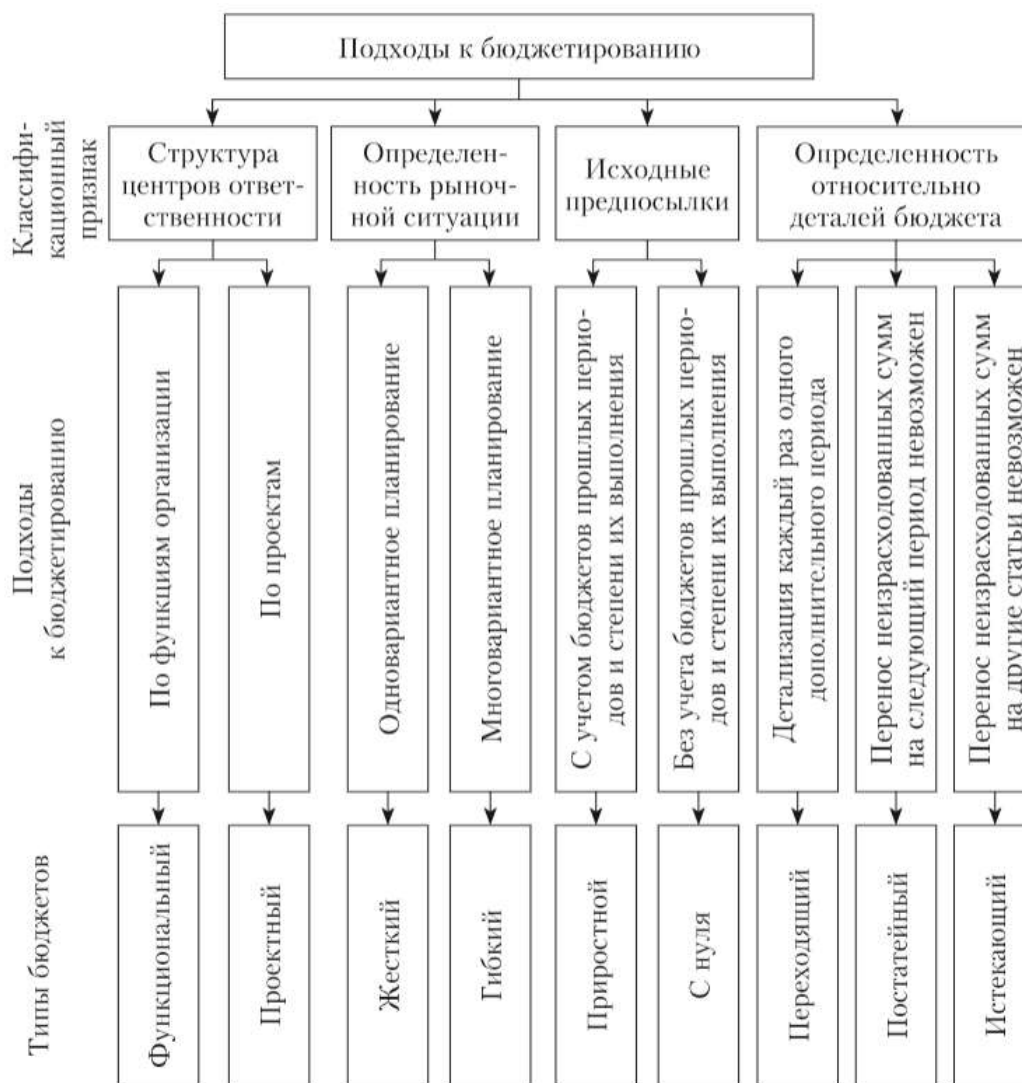 Подходы к бюджетированию
Классифи-
кационный
признак
Структура
центров ответ-
ственности
Определен-
ность рыноч-
ной ситуации
Исходные
предпосылки
Определенность
относительно
деталей бюджета
Подходы
к бюджетированию
По функциям организации
По проектам
Одновариантное планирование
Многовариантное планирование
С учетом бюджетов прошлых перио-
дов и степени их выполнения
Без учета бюджетов прошлых перио-
дов и степени их выполнения
Детализация каждый раз одного
дополнительного периода
Перенос неизрасходованных сумм
на следующий период невозможен
Перенос неизрасходованных сумм
на другие статьи невозможен
Типы бюджетов
Функциональный
Проектный
Жесткий
Гибкий
Приростной
С нуля
Переходящий
Постатейный
Истекающий